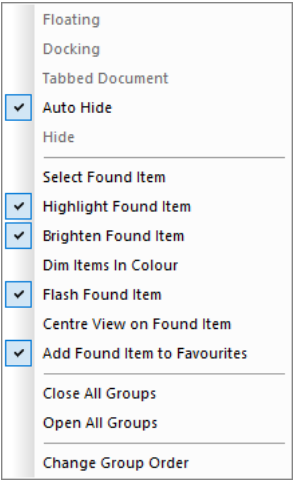 Floating
Docking
Tabbed Document
Auto Hide
Hide
Select Found Item
Highlight Found Item
Brighten Found Item
Dim Items In Colour
Flash Found Item
Centre View on Found Item
Add Found Item to Favourites
Close All Groups
Open All Groups
Change Group Order